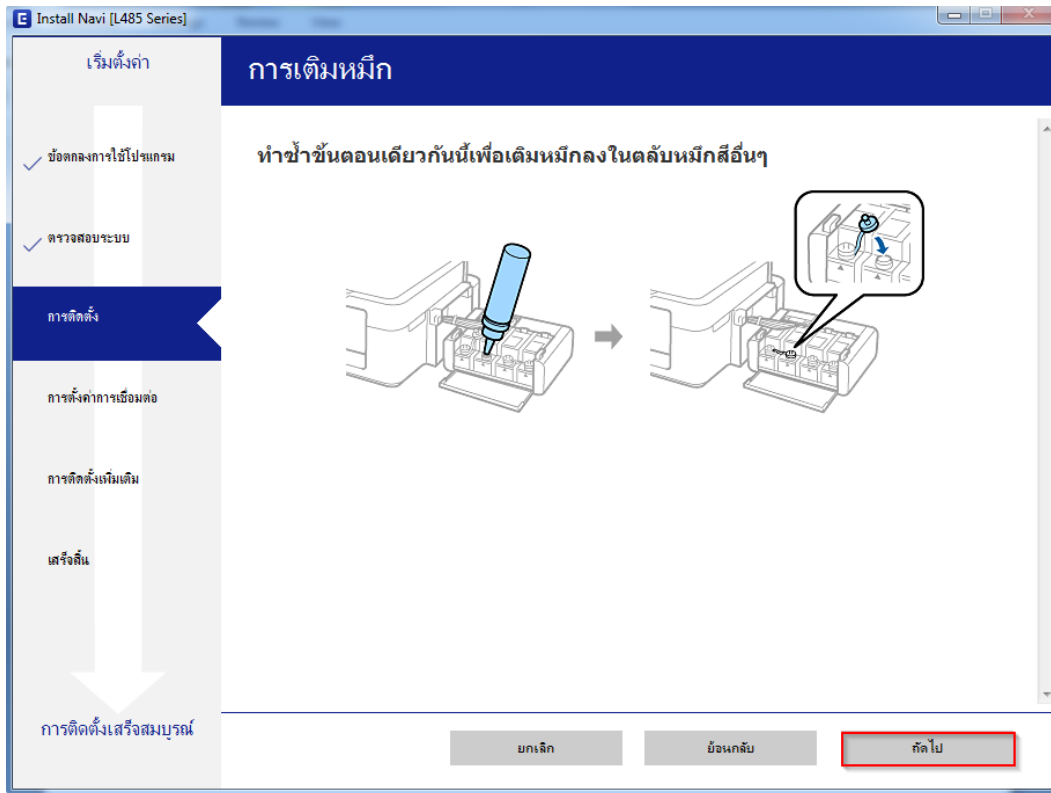 Install Navi [L485 Series]
เริ่มตั้งค่า
การเติมหมึก
ข้อตกลงการใช้โปรแกรม
ตรวจสอบระบบ
การติดตั้ง
การตั้งค่าการเชื่อมต่อ
การติดตั้งเพิ่มเติม
เสร็จสิ้น
การติดตั้งเสร็จสมบูรณ์
ทำซ้ำขั้นตอนเดียวกันนี้เพื่อเติมหมึกลงในตลับหมึกสีอื่นๆ
ยกเลิก
ย้อนกลับ
ถัดไป